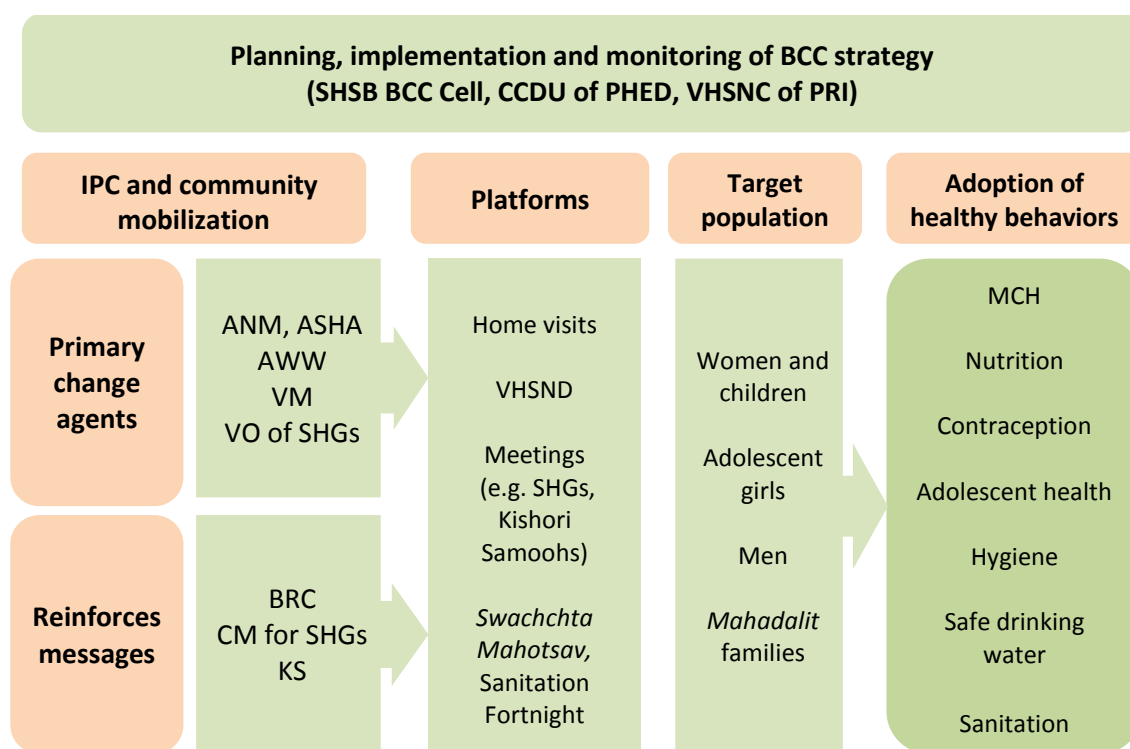 Planning, implementation and monitoring of BCC strategy
(SHSB BCC Cell, CCDU of PHED, VHSNC of PRI)
IPC and community
mobilization
Platforms
Target
population
Adoption of
healthy behaviors
Primary
change
agents
ANM, ASHA
AWW
VM
VO of SHGs
Reinforces
messages
BRC
CM for SHGs
KS
Home visits
VHSND
Meetings
(e.g. SHGs,
Kishori
Samoohs)
Swachchta
Mahotsav,
Sanitation
Fortnight
Women and
children
Adolescent
girls
Men
Mahadalit
families
MCH
Nutrition
Contraception
Adolescent health
Hygiene
Safe drinking
water
Sanitation